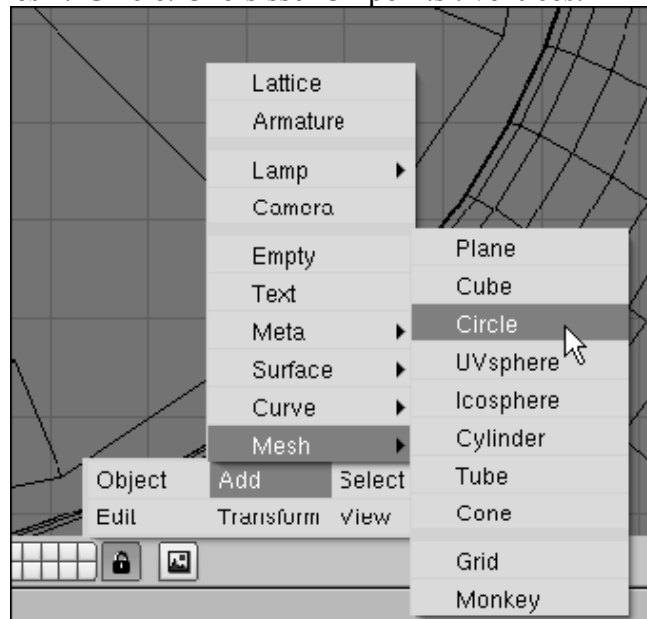 Lattice
Armature
Lamp
Camera
Empty
Text
Meta
Surface
Curve
Mesh
Object Add Select
Edit Transform View
Plane
Cube
Circle
UVsphere
Icosphere
Cylinder
Tube
Cone
Grid
Monkey